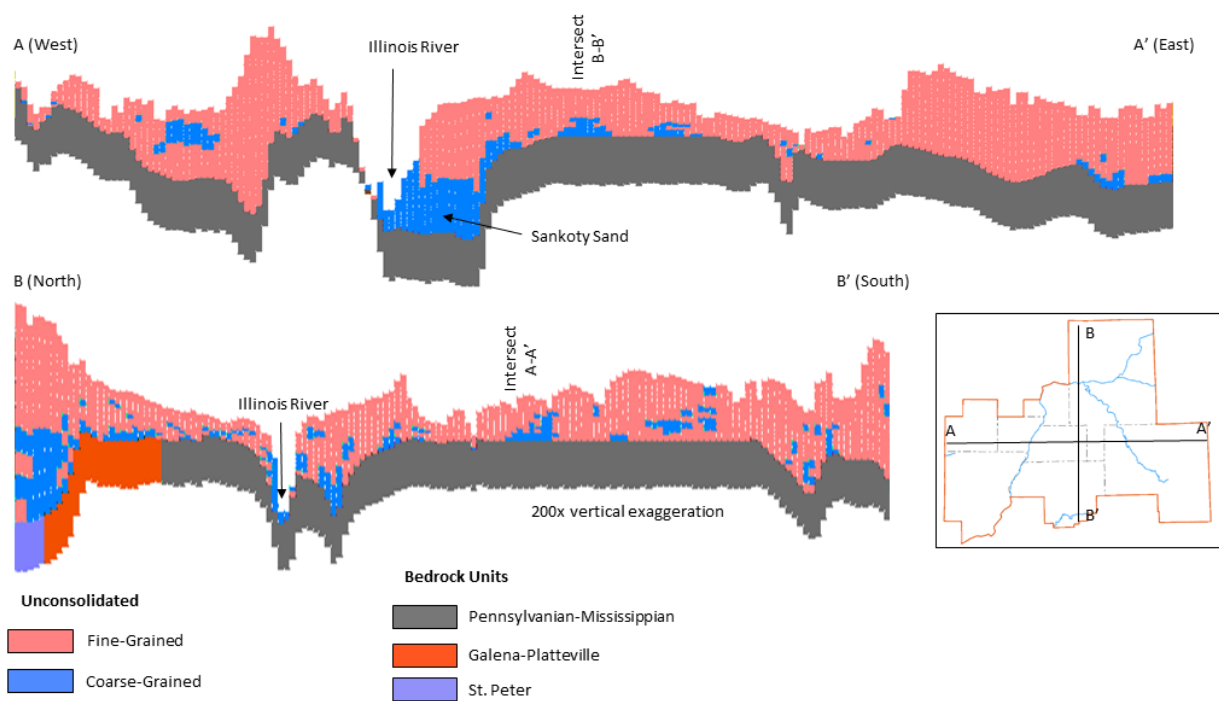 A (West)
Illinois River
Intersect
B-B’
A’ (East)
Sankoty Sand
B (North)
B’ (South)
Intersect
A-A’
Illinois River
200x vertical exaggeration
B
A
A’
B’
Unconsolidated
Fine-Grained
Coarse-Grained
Bedrock Units
Pennsylvanian-Mississippian
Galena-Platteville
St. Peter